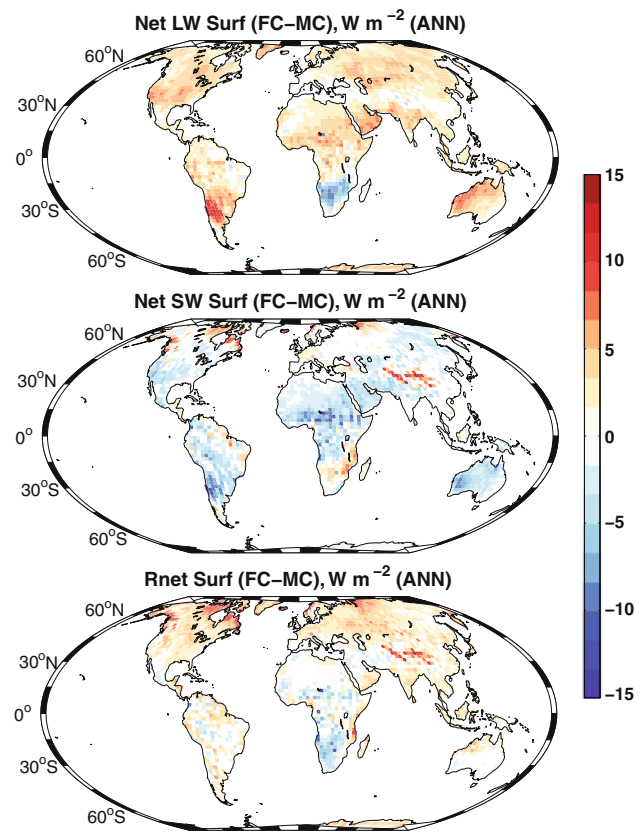 Net LW Surf (FC−MC), W m⁻² (ANN)
60°N
30°N
0°
30°S
60°S
Net SW Surf (FC−MC), W m⁻² (ANN)
60°N
30°N
0°
30°S
60°S
Rnet Surf (FC−MC), W m⁻² (ANN)
60°N
30°N
0°
30°S
60°S
15
10
5
0
−5
−10
−15